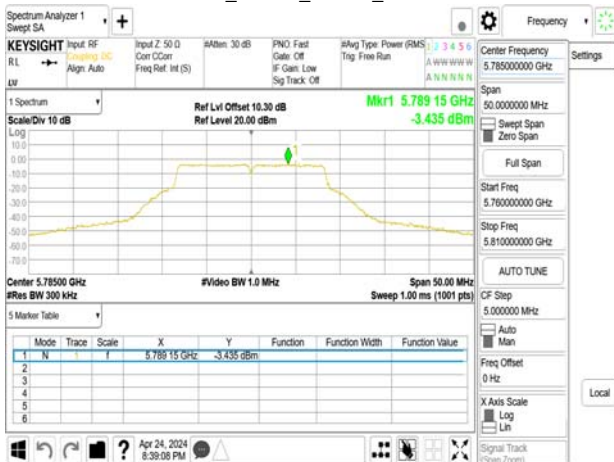 Spectrum Analyzer 1
Swept SA
+
Frequency
KEYSIGHT
RL
Input: RF
Coupling: DC
Align: Auto
Input Z: 50 Ω
Corr CCorr
Freq Ref: Int (S)
#Atten: 30 dB
PNO: Fast
Gate: Off
IF Gain: Low
Sig Track: Off
#Avg Type: Power (RMS
Trig: Free Run
1 2 3 4 5 6
A W W W W W
A N N N N N
1 Spectrum
Scale/Div 10 dB
Ref Lvl Offset 10.30 dB
Ref Level 20.00 dBm
Mkr1 5.789 15 GHz
-3.435 dBm
Log
10.0
0.00
-10.0
-20.0
-30.0
-40.0
-50.0
-60.0
-70.0
1
Center 5.78500 GHz
#Res BW 300 kHz
#Video BW 1.0 MHz
Span 50.00 MHz
Sweep 1.00 ms (1001 pts)
5 Marker Table
Mode Trace Scale X Y Function Function Width Function Value
1 N 1 f 5.789 15 GHz -3.435 dBm
2
3
4
5
6
Apr 24, 2024
8:39:08 PM
Center Frequency
5.785000000 GHz
Span
50.0000000 MHz
Swept Span
Zero Span
Full Span
Start Freq
5.760000000 GHz
Stop Freq
5.810000000 GHz
AUTO TUNE
CF Step
5.000000 MHz
Auto
Man
Freq Offset
0 Hz
X Axis Scale
Log
Lin
Signal Track
(Span Zoom)
Settings
Local